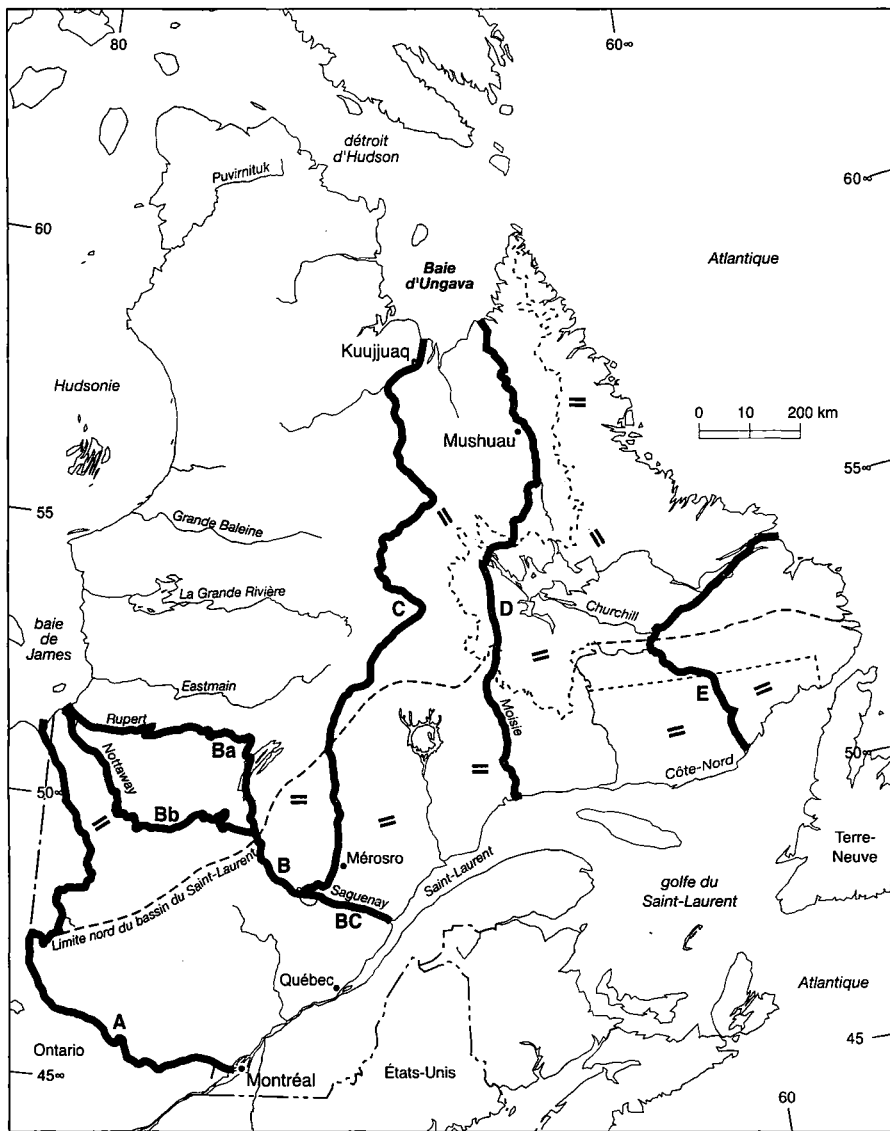 80
60∞
détroit
d'Hudson
Puvirnituk
60∞
60
Baie
d'Ungava
Atlantique
Kuujjuaq
Hudsonie
0 10 200 km
Mushuau
55∞
55
Grande Baleine
La Grande Rivière
C
D
Churchill
baie
de
James
Eastmain
E
Rupert
Ba
Moisie
Nottaway
50∞
Côte-Nord
50∞
Bb
Terre-
Neuve
B
Mérosro
Saint-Laurent
Limite nord du bassin du Saint-Laurent
Saguenay
BC
golfe du
Saint-Laurent
Québec
Atlantique
A
Ontario
45
45∞
Montréal
États-Unis
60